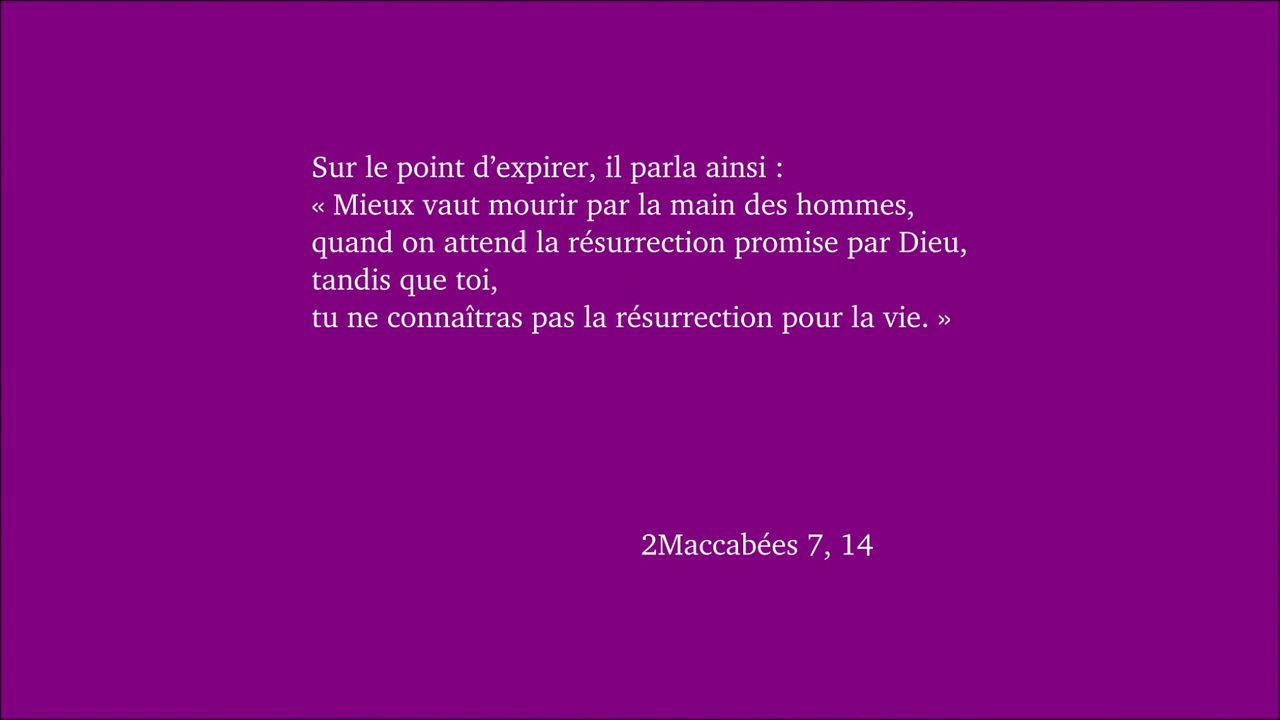 Sur le point d’expirer, il parla ainsi :
« Mieux vaut mourir par la main des hommes,
quand on attend la résurrection promise par Dieu,
tandis que toi,
tu ne connaîtras pas la résurrection pour la vie. »
2Maccabées 7, 14